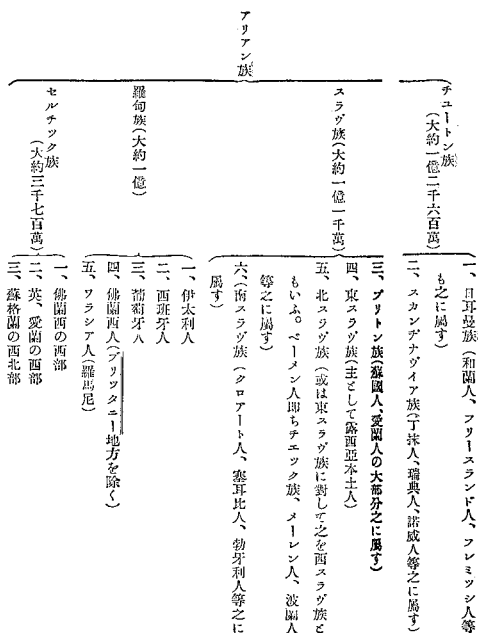 アリアン族
チュートン族
（大約一億二千六百萬）
一、日耳曼族（和蘭人、フリースランド人、フレミッシ人等
も之に屬す）
二、スカンヂナヴィア族（丁抹人、瑞典人、諾威人等之に屬す）
三、ブリトン族（蘇國人、愛蘭人の大部分之に屬す）
スラヴ族（大約一億一千萬）
四、東スラヴ族（主として露西亞本土人）
五、北スラヴ族（或は東スラヴ族に對して之を西スラヴ族と
もいふ。ベーメン人即ちチエック族、メーレン人、波蘭人
等之に屬す）
六、（南スラヴ族（クロアート人、塞耳比人、勃牙利人等之に
屬す）
羅甸族（大約一億）
一、伊太利人
二、西班牙人
三、葡萄牙人
四、佛蘭西人（ブリツタニー地方を除く）
五、ワラシア人（羅馬尼）
セルチック族
（大約三千七百萬）
一、佛蘭西の西部
二、英、愛蘭の西部
三、蘇格蘭の西北部